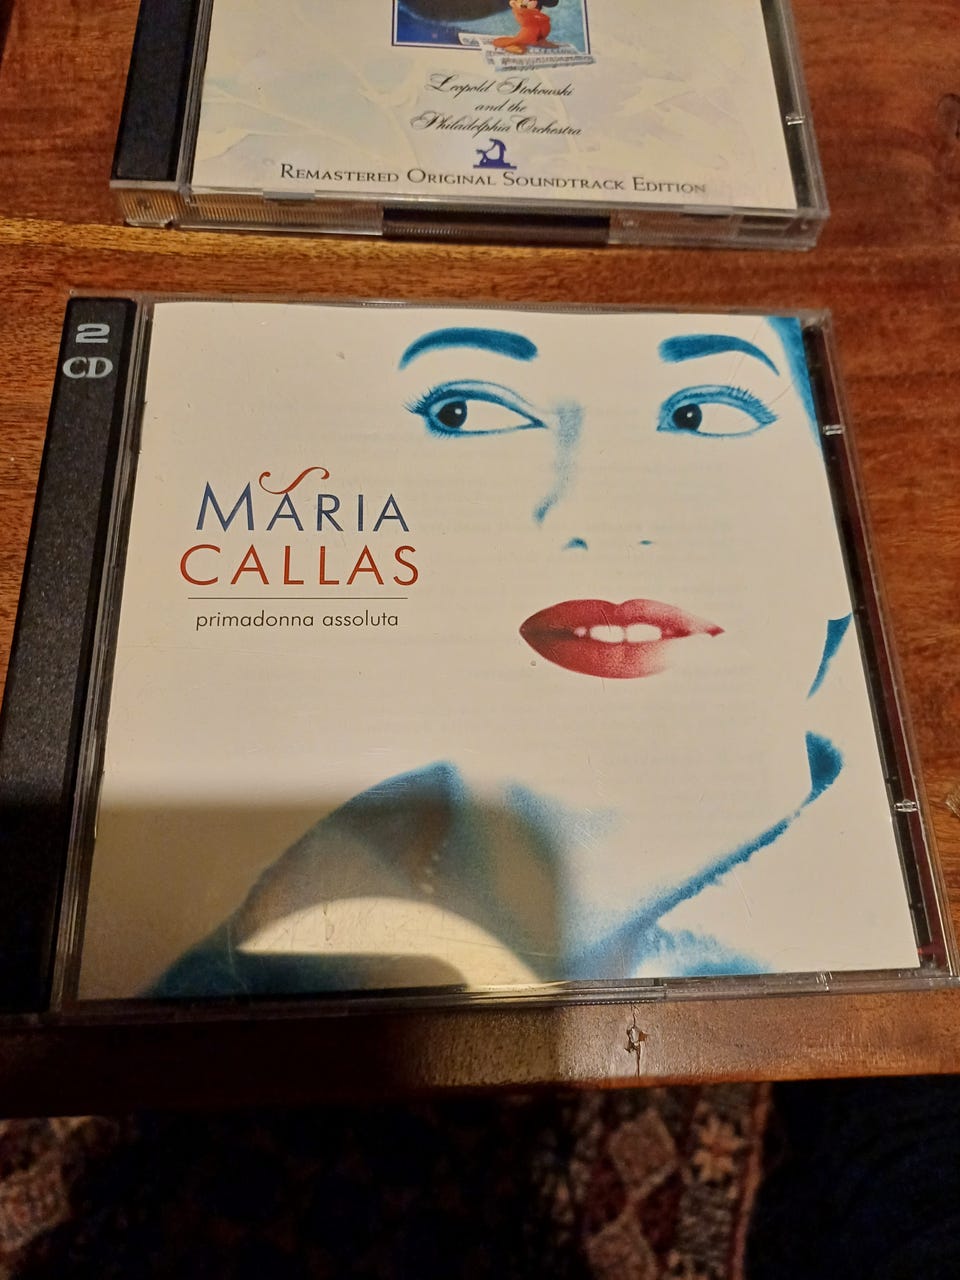 Leopold Stokowski
and the
Philadelphia Orchestra
REMASTERED ORIGINAL SOUNDTRACK EDITION
2
CD
MARIA
CALLAS
primadonna assoluta